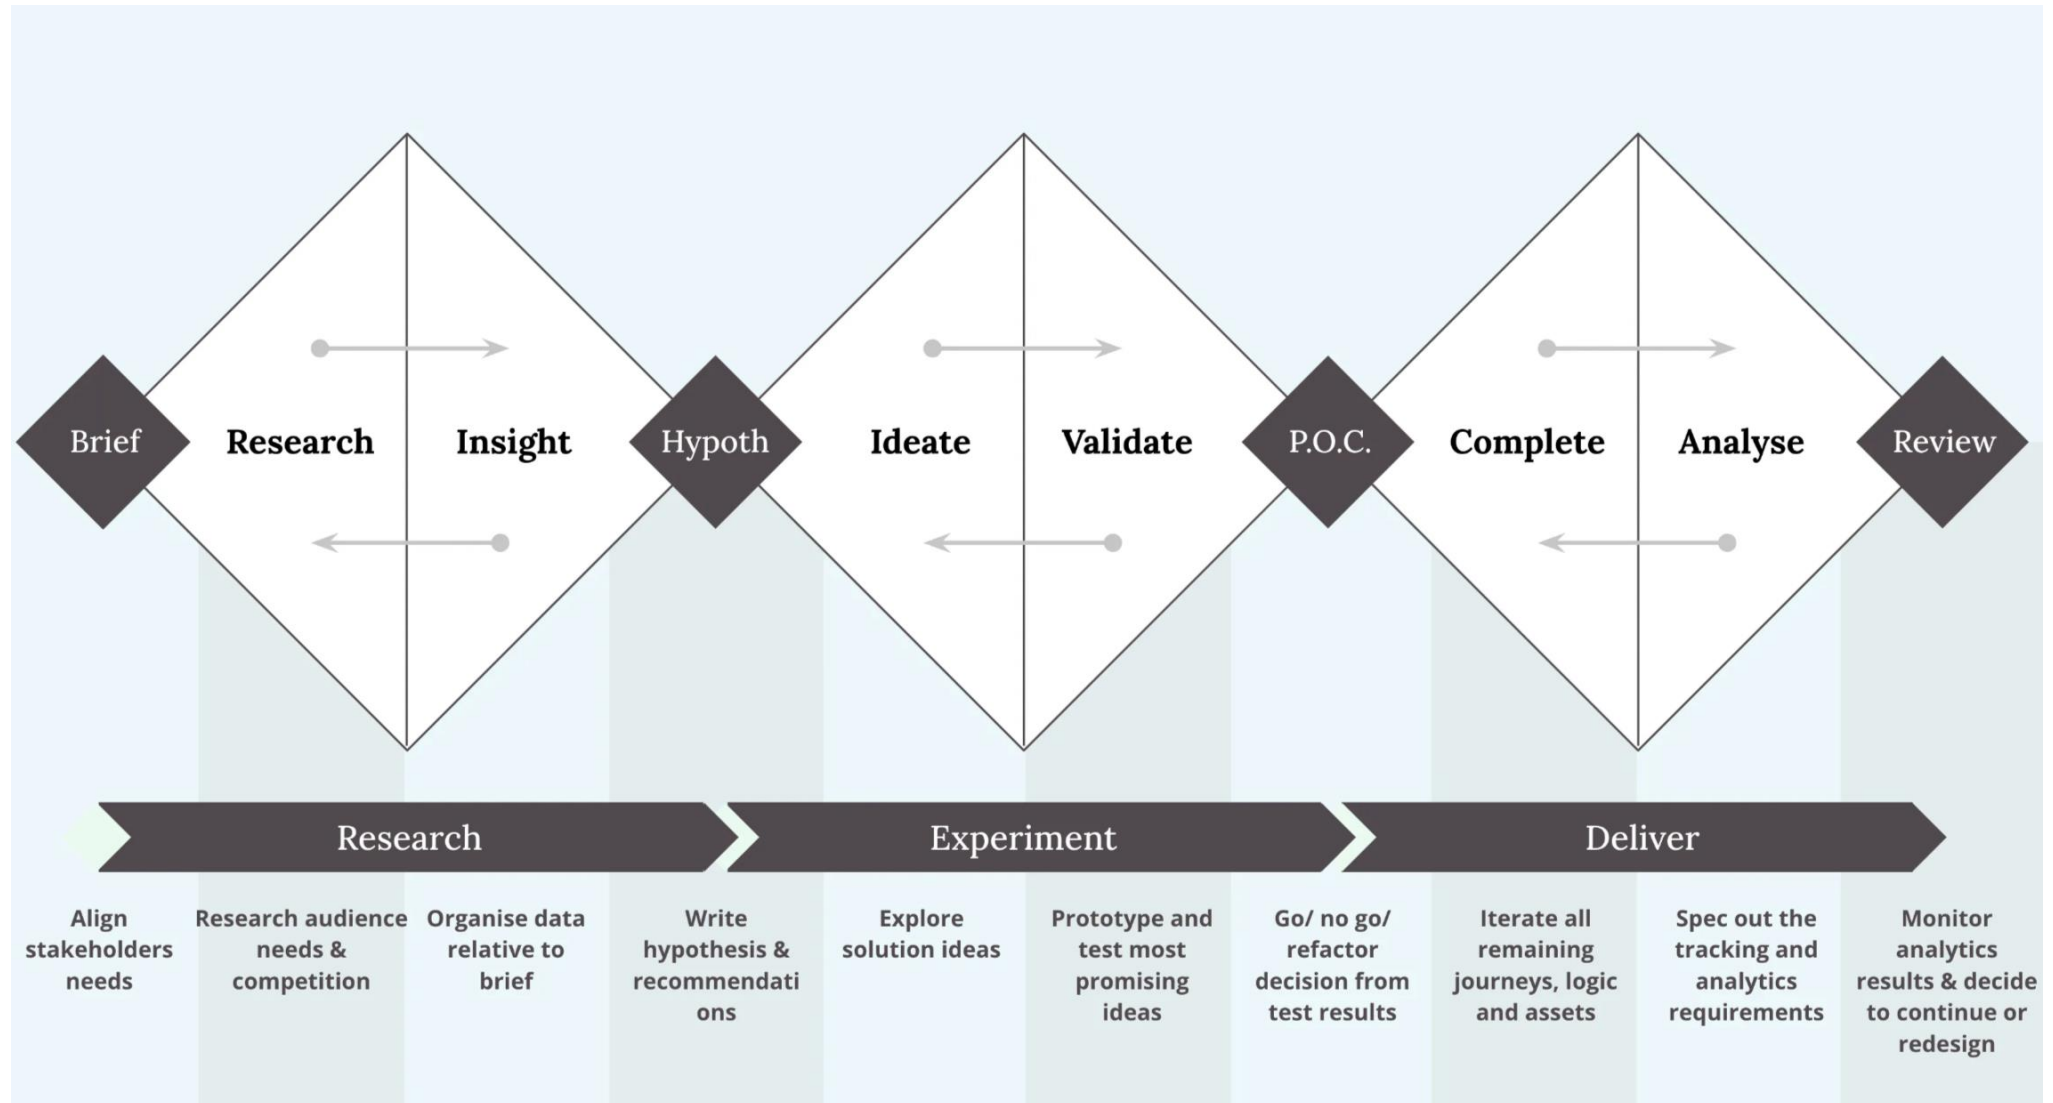 Brief
Research
Insight
Hypoth
Ideate
Validate
P.O.C.
Complete
Analyse
Review
Research
Experiment
Deliver
Align
stakeholders
needs
Research audience
needs &
competition
Organise data
relative to
brief
Write
hypothesis &
recommendati
ons
Explore
solution ideas
Prototype and
test most
promising
ideas
Go/ no go/
refactor
decision from
test results
Iterate all
remaining
journeys, logic
and assets
Spec out the
tracking and
analytics
requirements
Monitor
analytics
results & decide
to continue or
redesign